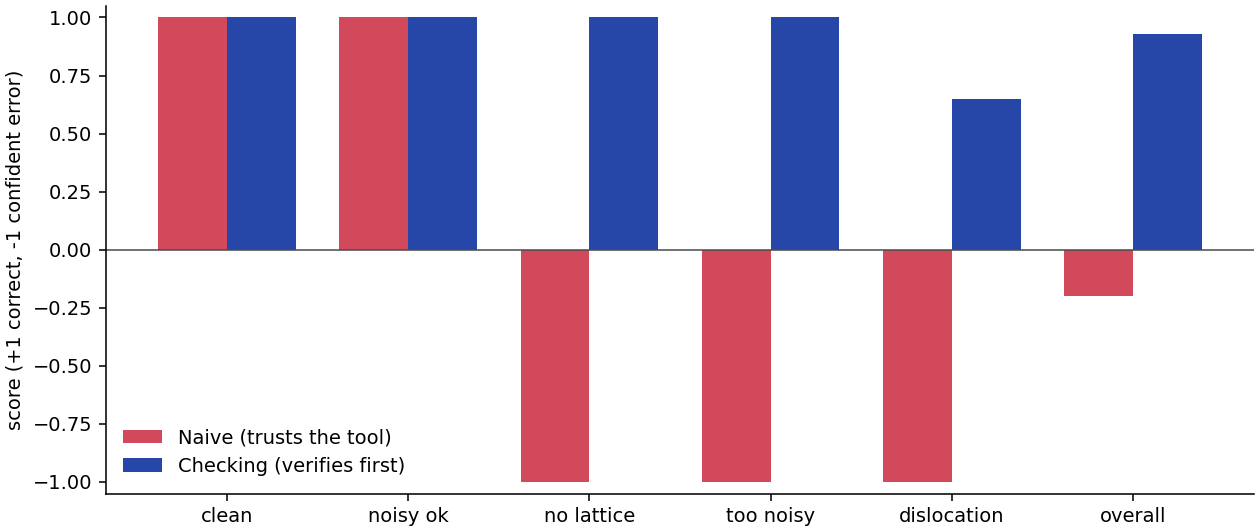 1.00
0.75
0.50
0.25
0.00
−0.25
−0.50
−0.75
−1.00
score (+1 correct, -1 confident error)
Naive (trusts the tool)
Checking (verifies first)
clean noisy ok no lattice too noisy dislocation overall